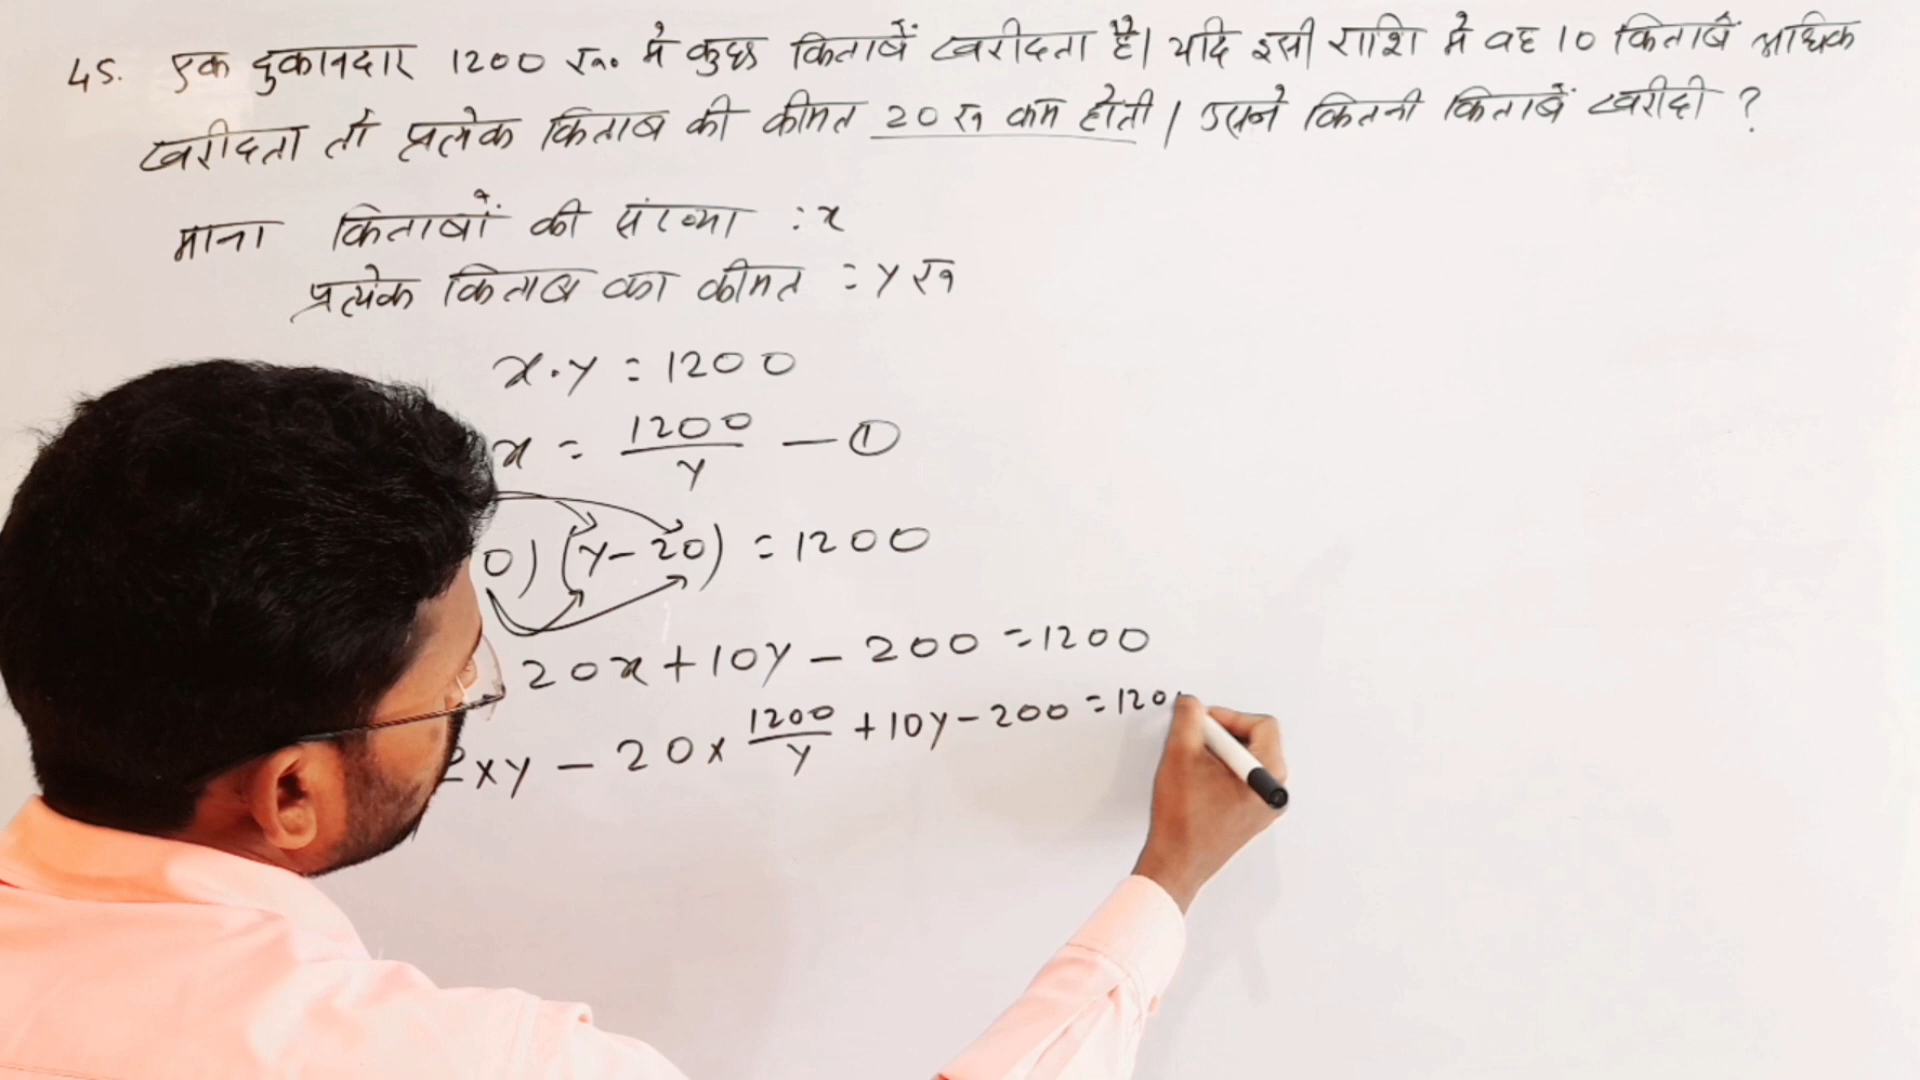 45. एक दुकानदार 1200 रू० में कुछ किताबें खरीदता है। यदि इसी राशि में वह 10 किताबें अधिक
खरीदता तो प्रत्येक किताब की कीमत 20 रू कम होती। उसने कितनी किताबें खरीदी ?
माना किताबों की संख्या : x
प्रत्येक किताब का कीमत = y रू
x·y = 1200
x = 1200/y — ①
0) (y-20) = 1200
20x + 10y - 200 = 1200
xy - 20 × 1200/y + 10y - 200 = 120